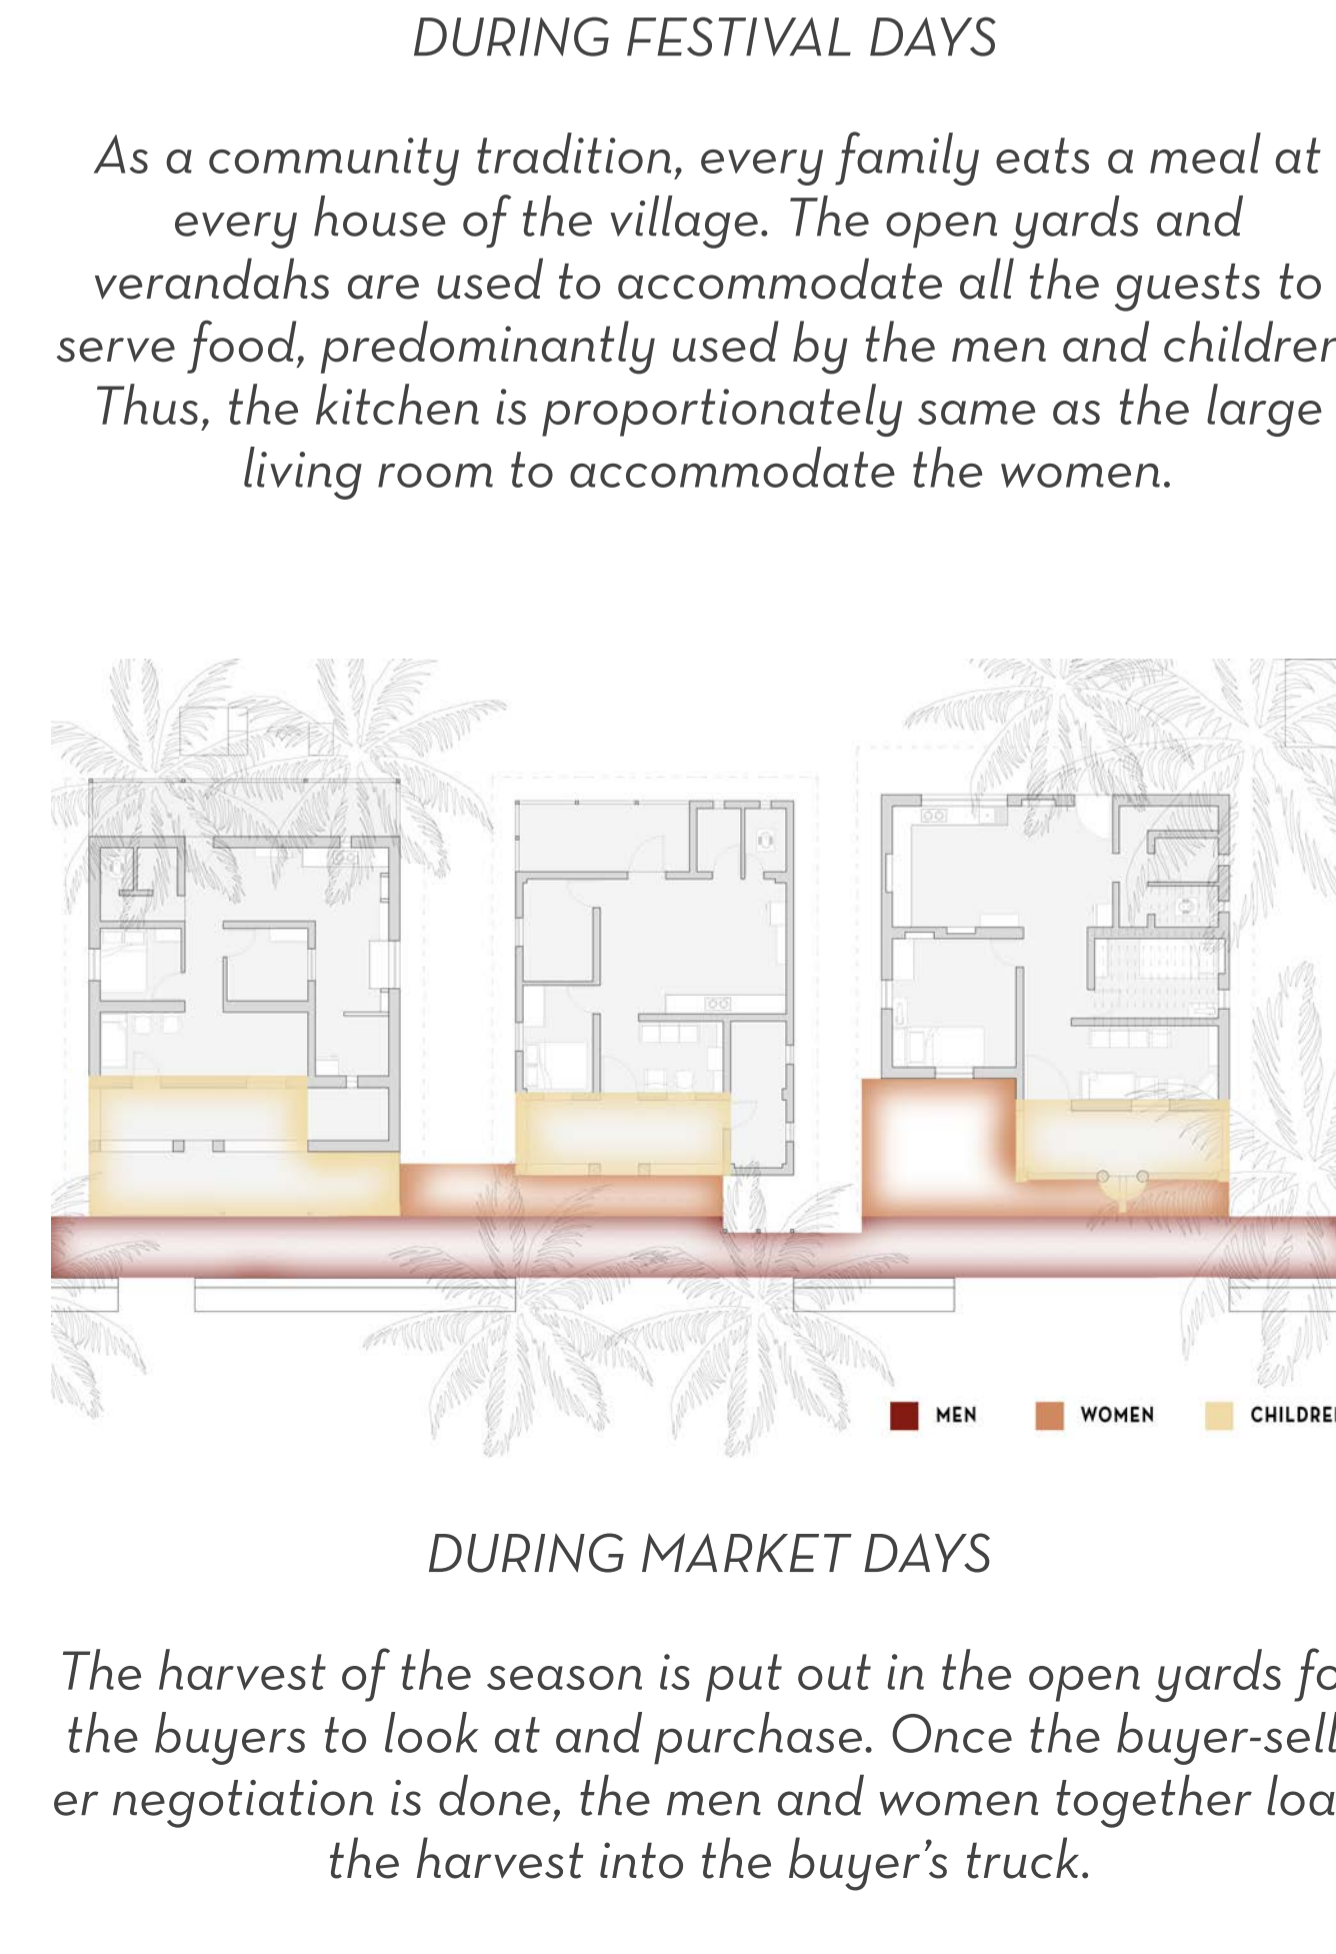 DURING FESTIVAL DAYS
As a community tradition, every family eats a meal at
every house of the village. The open yards and
verandahs are used to accommodate all the guests to
serve food, predominantly used by the men and children
Thus, the kitchen is proportionately same as the large
living room to accommodate the women.
MEN WOMEN
DURING MARKET DAYS
The harvest of the season is put out in the open yards
the buyers to look at and purchase. Once the buyer-sell
er negotiation is done, the men and women together
the harvest into the buyer's truck.